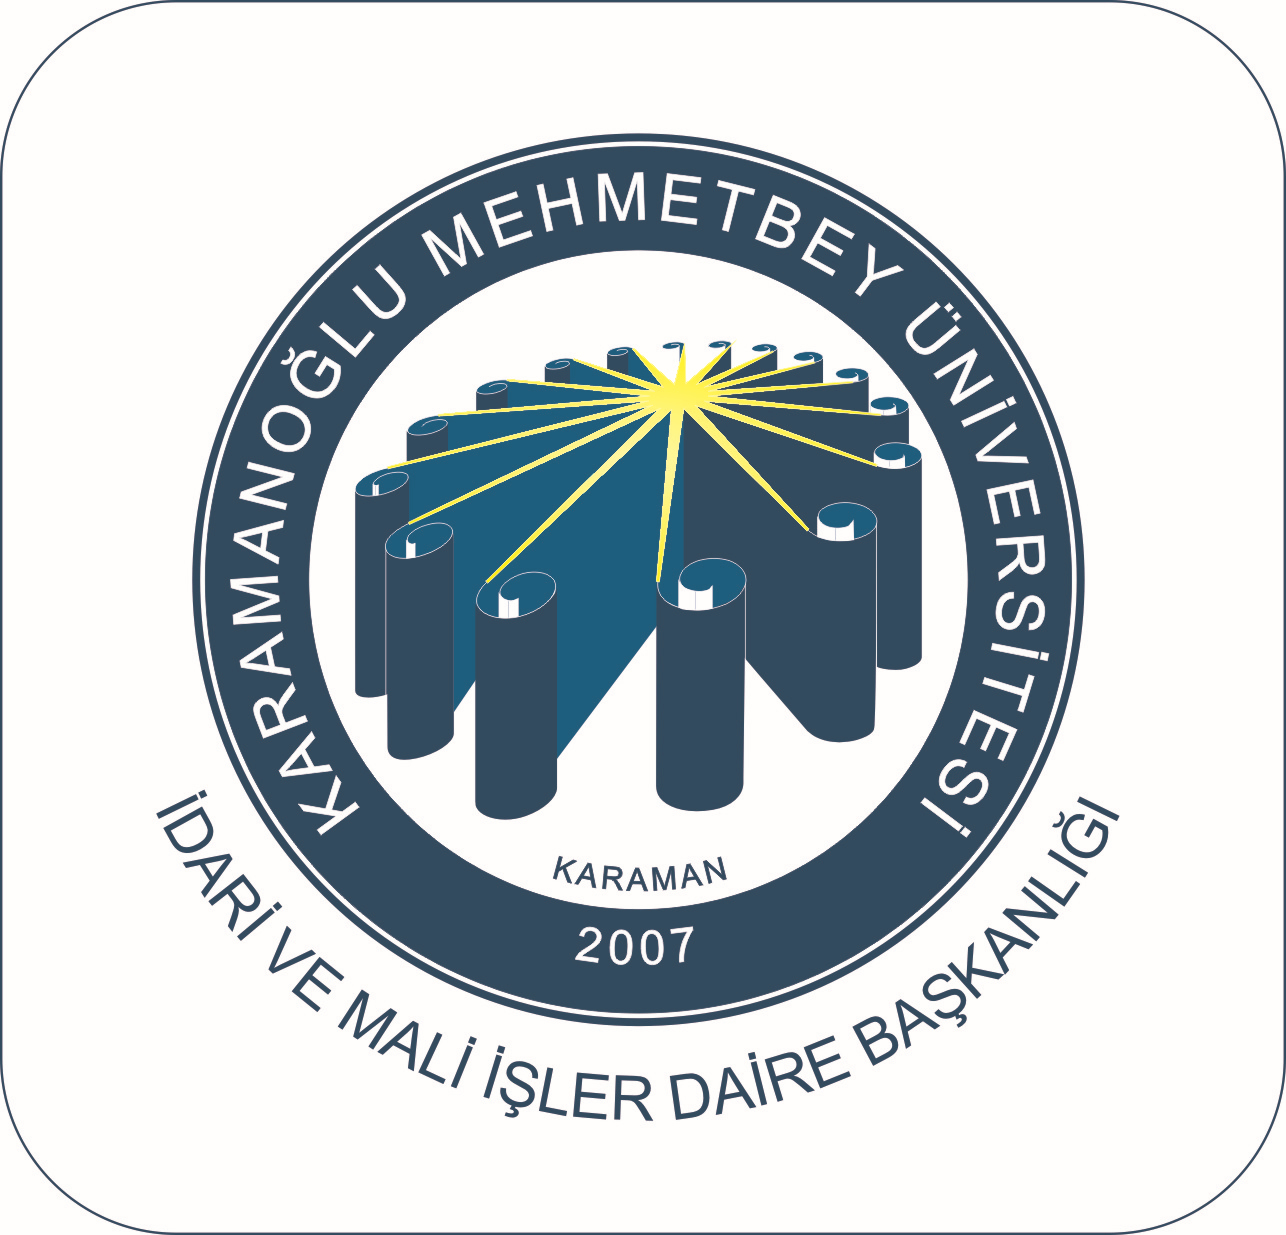 KARAMANOĞLU MEHMETBEY ÜNİVERSİTESİ
KARAMAN
2007
İDARİ VE MALİ İŞLER DAİRE BAŞKANLIĞI